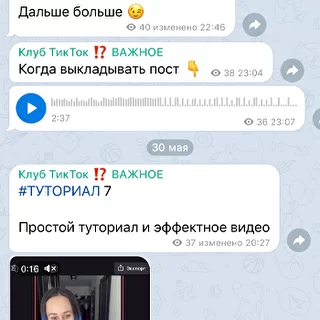 Дальше больше 😉
40 изменено 22:46
Клуб ТикТок ⁉️ ВАЖНОЕ
Когда выкладывать пост 👇
38 23:04
2:37
36 23:07
30 мая
Клуб ТикТок ⁉️ ВАЖНОЕ
#ТУТОРИАЛ 7
Простой туториал и эффектное видео
37 изменено 20:27
0:16
Экспорт